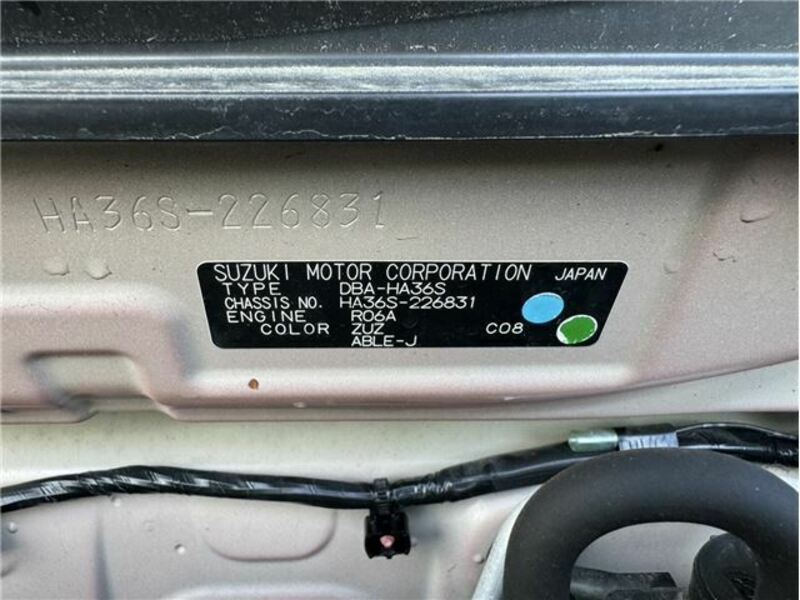 HA36S-226831
SUZUKI MOTOR CORPORATION JAPAN
TYPE DBA-HA36S
CHASSIS NO. HA36S-226831
ENGINE R06A
COLOR ZUZ C08
ABLE-J